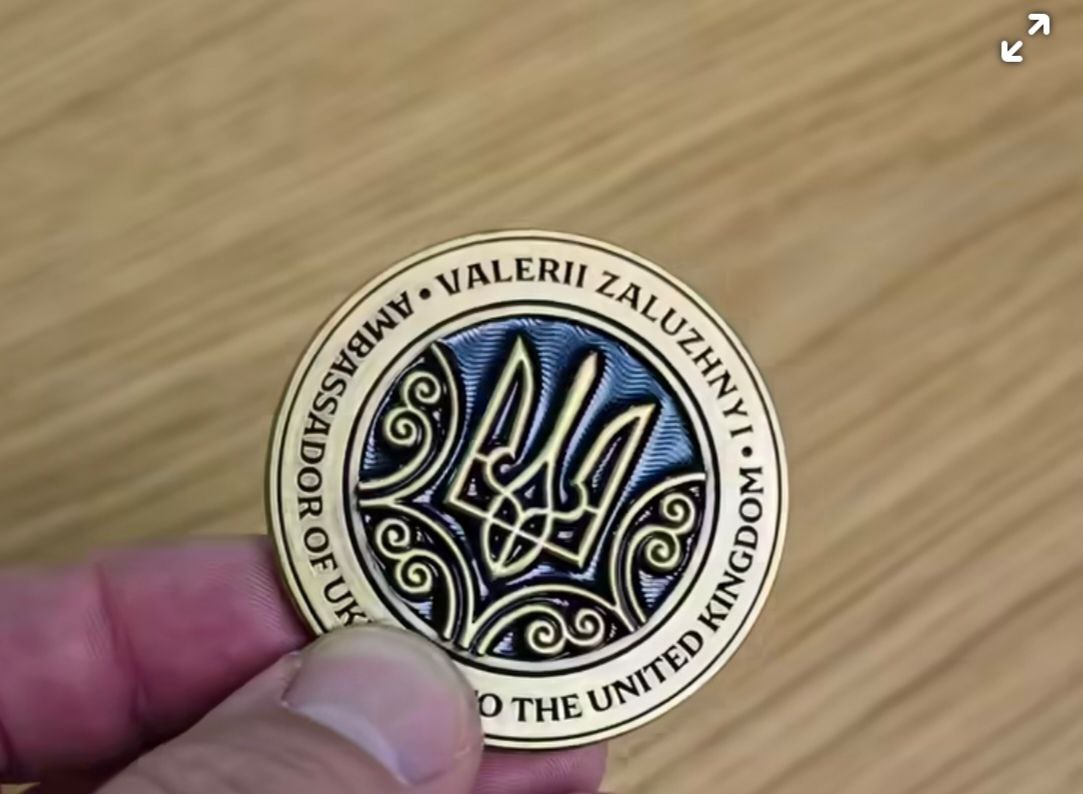 • VALERII ZALUZHNYI •
AMBASSADOR OF UK
O THE UNITED KINGDOM